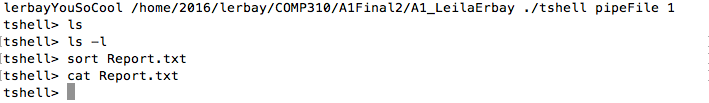 lerbayYouSoCool /home/2016/lerbay/COMP310/A1Final2/A1_LeilaErbay ./tshell pipeFile 1
tshell> ls
[tshell> ls -l
[tshell> sort Report.txt
[tshell> cat Report.txt
tshell>